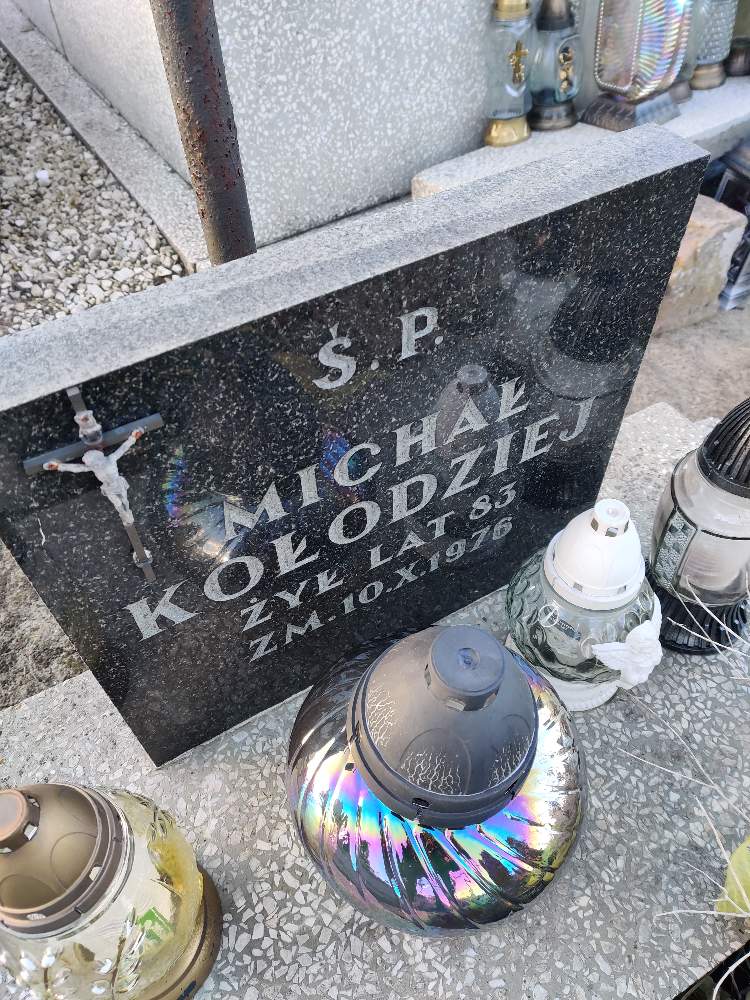 Ś. P.
MICHAŁ
KOŁODZIEJ
ŻYŁ LAT 83
ZM. 10.X.1976